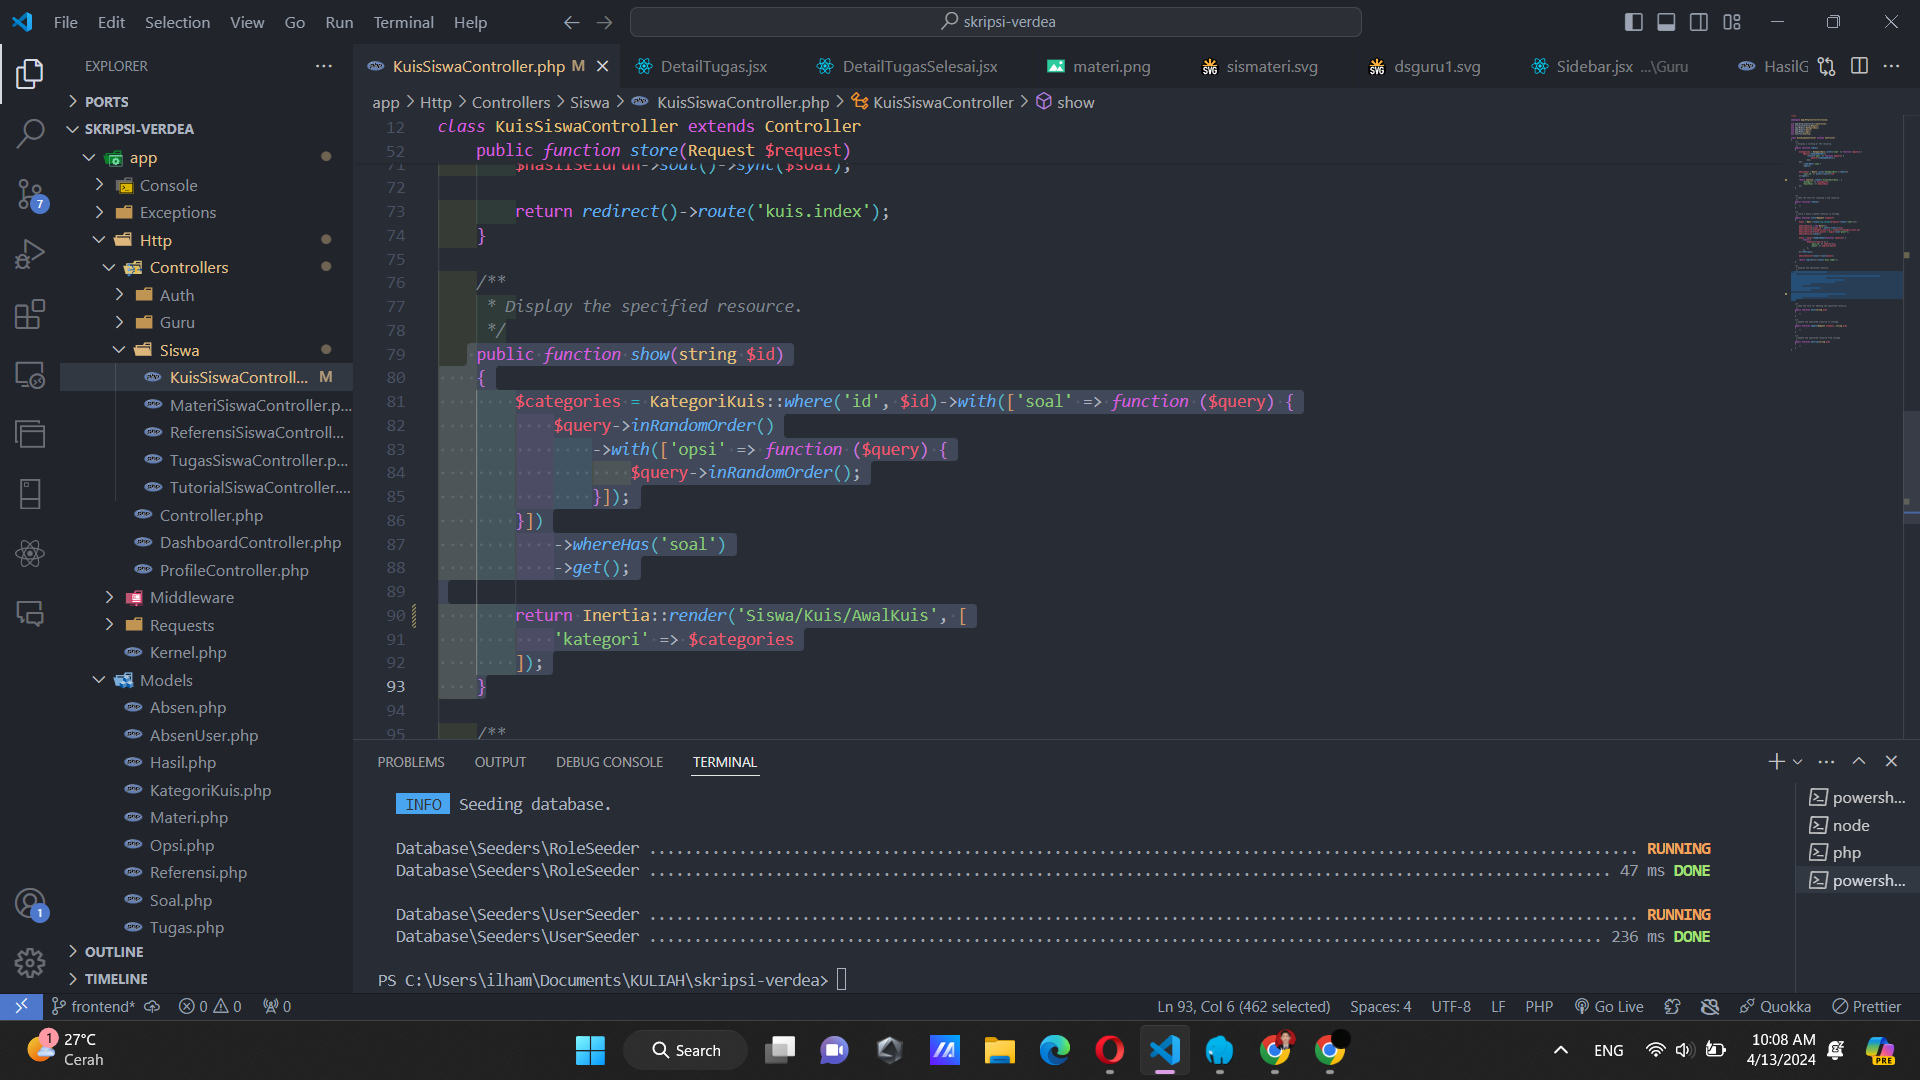 File Edit Selection View Go Run Terminal Help
skripsi-verdea
EXPLORER
PORTS
SKRIPSI-VERDEA
app
Console
Exceptions
Http
Controllers
Auth
Guru
Siswa
KuisSiswaControll... M
MateriSiswaController.p...
ReferensiSiswaControll...
TugasSiswaController.p...
TutorialSiswaController....
Controller.php
DashboardController.php
ProfileController.php
Middleware
Requests
Kernel.php
Models
Absen.php
AbsenUser.php
Hasil.php
KategoriKuis.php
Materi.php
Opsi.php
Referensi.php
Soal.php
Tugas.php
OUTLINE
TIMELINE
7
1
KuisSiswaController.php M DetailTugas.jsx DetailTugasSelesai.jsx materi.png sismateri.svg dsguru1.svg Sidebar.jsx ...\Guru HasilG
app > Http > Controllers > Siswa > KuisSiswaController.php > KuisSiswaController > show
12 class KuisSiswaController extends Controller
52 public function store(Request $request)
71 $hasilSeluruh->soal()->sync($soal);
72
73 return redirect()->route('kuis.index');
74 }
75
76 /**
77 * Display the specified resource.
78 */
79 public function show(string $id)
80 {
81 $categories = KategoriKuis::where('id', $id)->with(['soal' => function ($query) {
82 $query->inRandomOrder()
83 ->with(['opsi' => function ($query) {
84 $query->inRandomOrder();
85 }]);
86 }])
87 ->whereHas('soal')
88 ->get();
89
90 return Inertia::render('Siswa/Kuis/AwalKuis', [
91 'kategori' => $categories
92 ]);
93 }
94
95 /**
PROBLEMS OUTPUT DEBUG CONSOLE TERMINAL
INFO Seeding database.
Database\Seeders\RoleSeeder ........ RUNNING
Database\Seeders\RoleSeeder ........ 47 ms DONE
Database\Seeders\UserSeeder ........ RUNNING
Database\Seeders\UserSeeder ........ 236 ms DONE
PS C:\Users\ilham\Documents\KULIAH\skripsi-verdea>
powersh...
node
php
powersh...
frontend* 0 0 0 Ln 93, Col 6 (462 selected) Spaces: 4 UTF-8 LF PHP Go Live Quokka Prettier
1
27°C
Cerah
Search
ENG
10:08 AM
4/13/2024
PRE